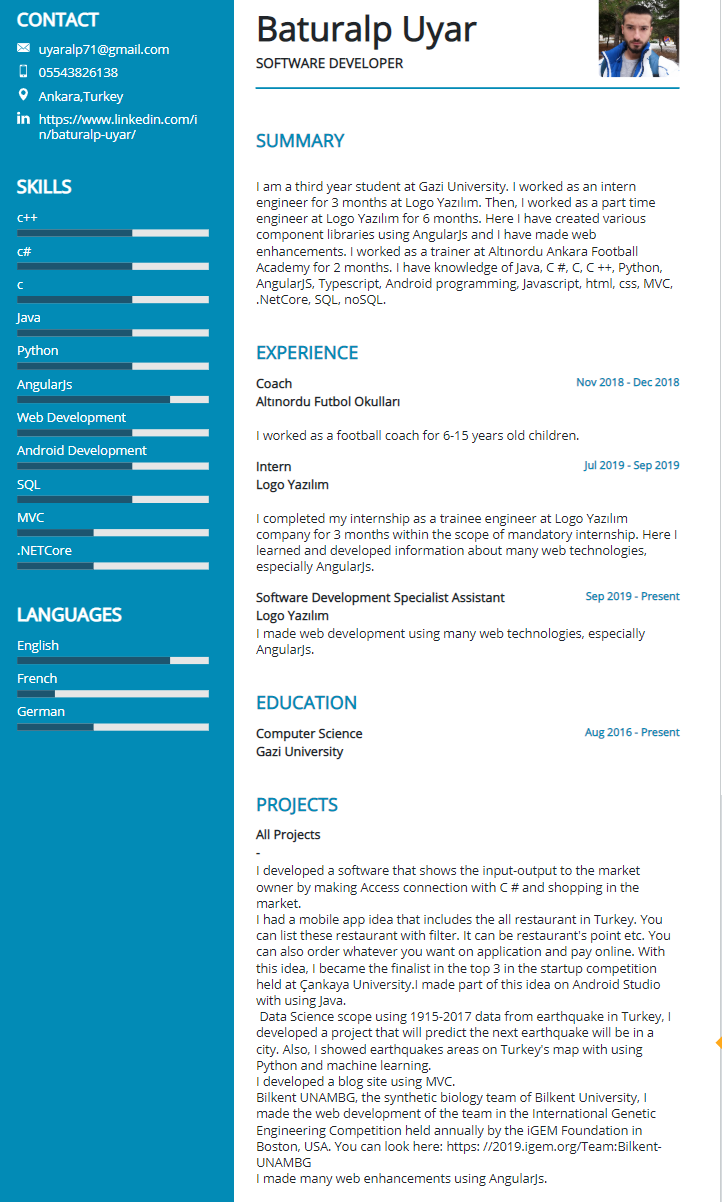 CONTACT
uyaralp71@gmail.com
05543826138
Ankara,Turkey
https://www.linkedin.com/i
n/baturalp-uyar/
SKILLS
c++
c#
c
Java
Python
AngularJs
Web Development
Android Development
SQL
MVC
.NETCore
LANGUAGES
English
French
German
Baturalp Uyar
SOFTWARE DEVELOPER
SUMMARY
I am a third year student at Gazi University. I worked as an intern
engineer for 3 months at Logo Yazılım. Then, I worked as a part time
engineer at Logo Yazılım for 6 months. Here I have created various
component libraries using AngularJs and I have made web
enhancements. I worked as a trainer at Altınordu Ankara Football
Academy for 2 months. I have knowledge of Java, C #, C, C ++, Python,
AngularJS, Typescript, Android programming, Javascript, html, css, MVC,
.NetCore, SQL, noSQL.
EXPERIENCE
Coach Nov 2018 - Dec 2018
Altınordu Futbol Okulları
I worked as a football coach for 6-15 years old children.
Intern Jul 2019 - Sep 2019
Logo Yazılım
I completed my internship as a trainee engineer at Logo Yazılım
company for 3 months within the scope of mandatory internship. Here I
learned and developed information about many web technologies,
especially AngularJs.
Software Development Specialist Assistant Sep 2019 - Present
Logo Yazılım
I made web development using many web technologies, especially
AngularJs.
EDUCATION
Computer Science Aug 2016 - Present
Gazi University
PROJECTS
All Projects
-
I developed a software that shows the input-output to the market
owner by making Access connection with C # and shopping in the
market.
I had a mobile app idea that includes the all restaurant in Turkey. You
can list these restaurant with filter. It can be restaurant's point etc. You
can also order whatever you want on application and pay online. With
this idea, I became the finalist in the top 3 in the startup competition
held at Çankaya University.I made part of this idea on Android Studio
with using Java.
Data Science scope using 1915-2017 data from earthquake in Turkey, I
developed a project that will predict the next earthquake will be in a
city. Also, I showed earthquakes areas on Turkey's map with using
Python and machine learning.
I developed a blog site using MVC.
Bilkent UNAMBG, the synthetic biology team of Bilkent University, I
made the web development of the team in the International Genetic
Engineering Competition held annually by the iGEM Foundation in
Boston, USA. You can look here: https: //2019.igem.org/Team:Bilkent-
UNAMBG
I made many web enhancements using AngularJs.